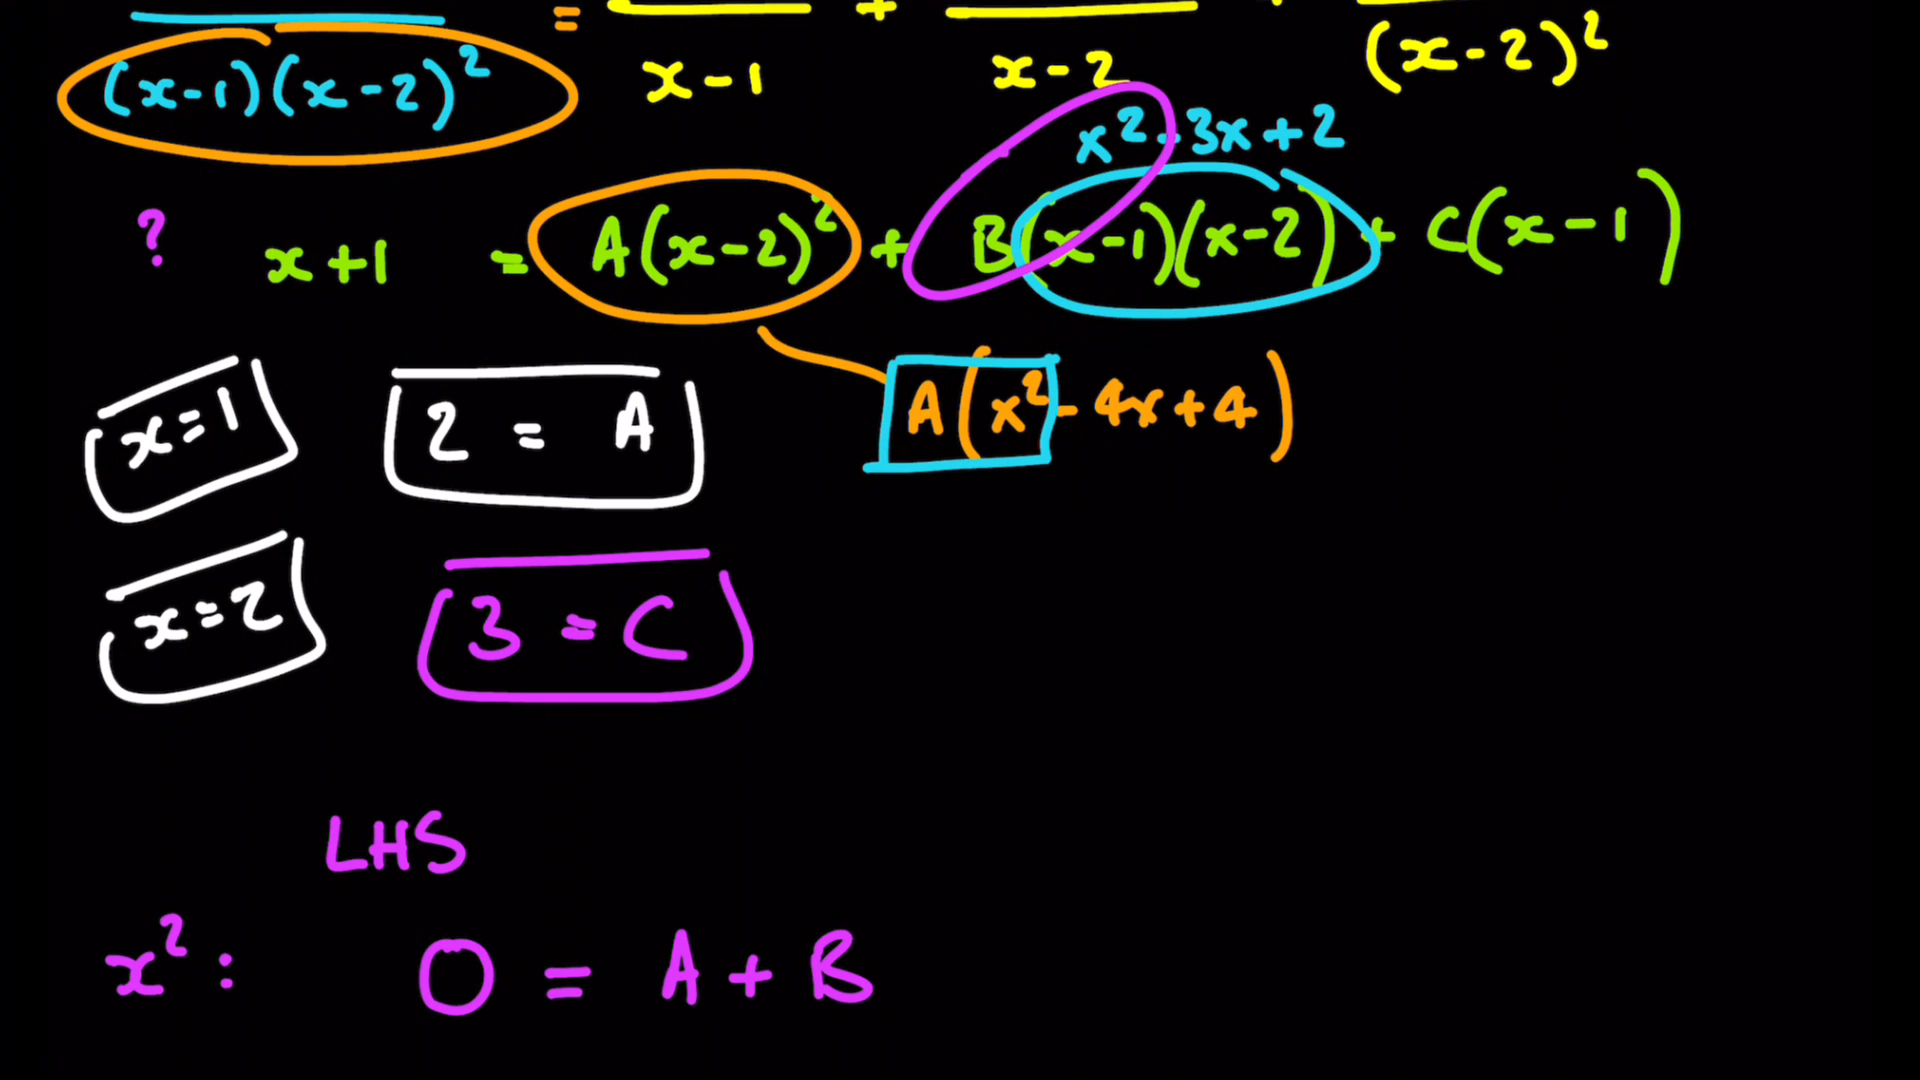 = + +
(x-1)(x-2)² x-1 x-2 (x-2)²
x²-3x+2
? x+1 = A(x-2)² + B(x-1)(x-2) + C(x-1)
x=1 2 = A A(x²-4x+4)
x=2 3 = C
LHS
x²: 0 = A+B